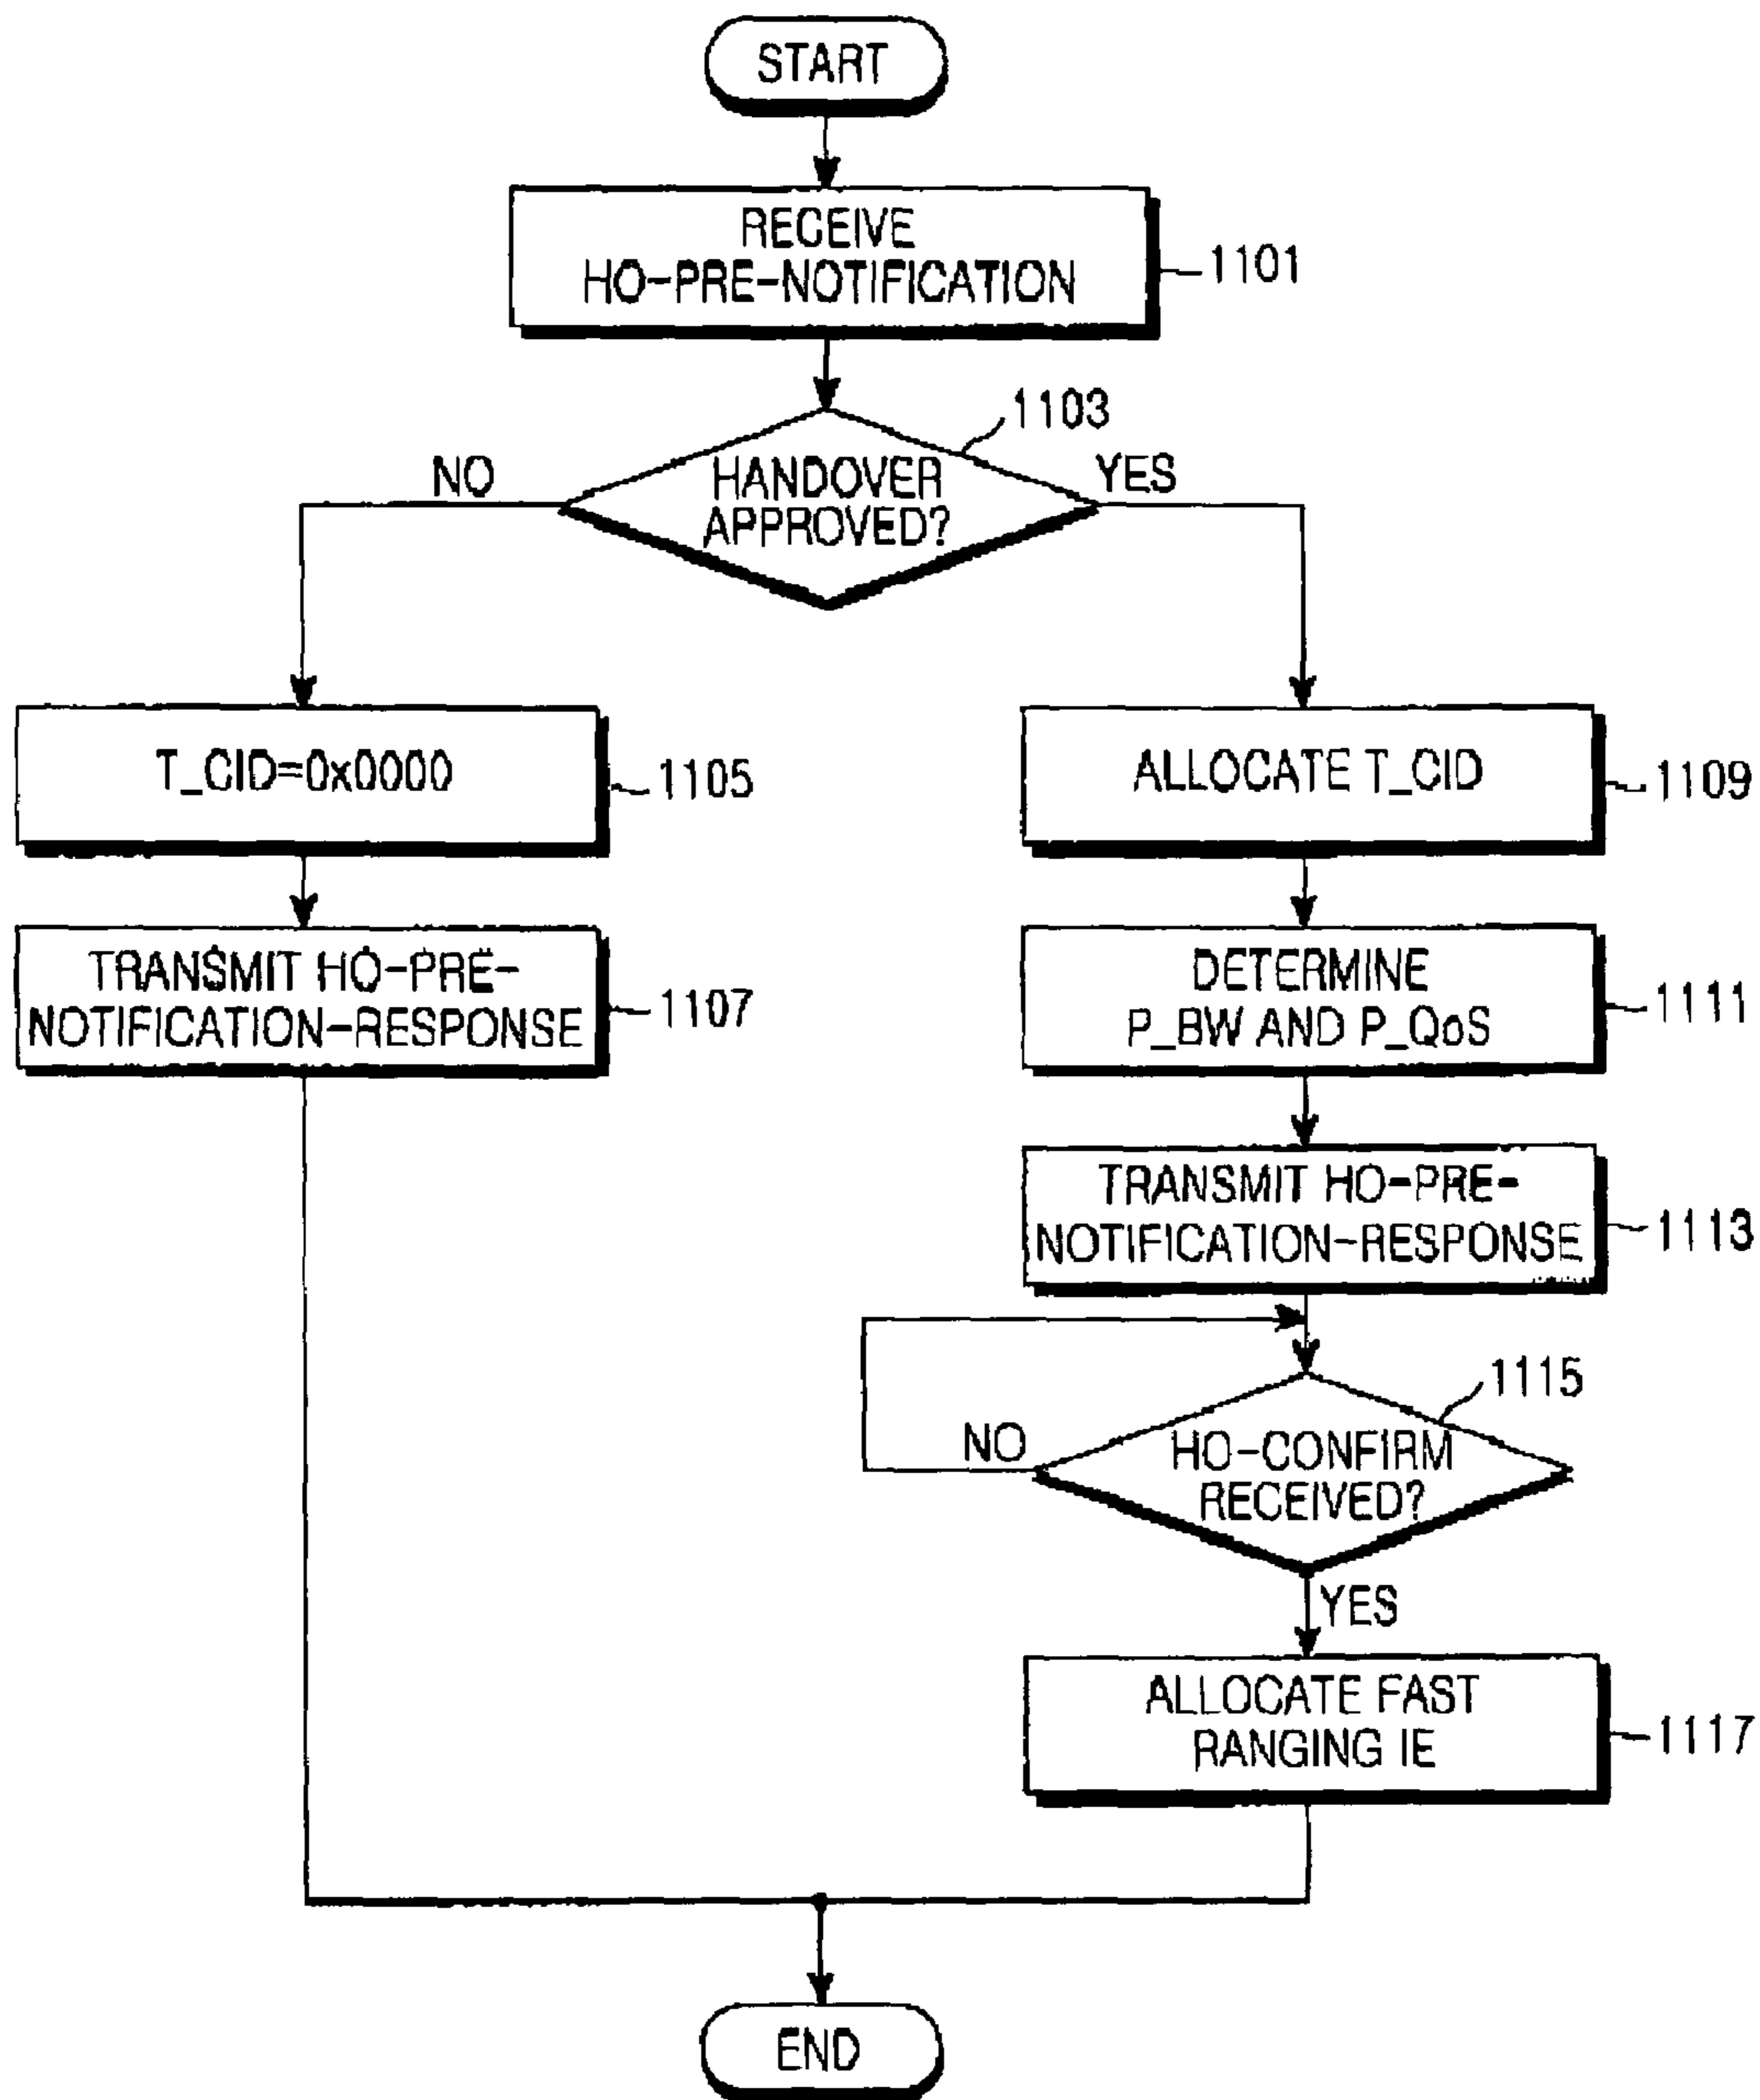 START
RECEIVE
HO-PRE-NOTIFICATION
1101
1103
HANDOVER
APPROVED?
NO
YES
T_CID=0x0000
1105
TRANSMIT HO-PRE-
NOTIFICATION-RESPONSE
1107
ALLOCATE T_CID
1109
DETERMINE
P_BW AND P_QoS
1111
TRANSMIT HO-PRE-
NOTIFICATION-RESPONSE
1113
1115
HO-CONFIRM
RECEIVED?
NO
YES
ALLOCATE FAST
RANGING IE
1117
END